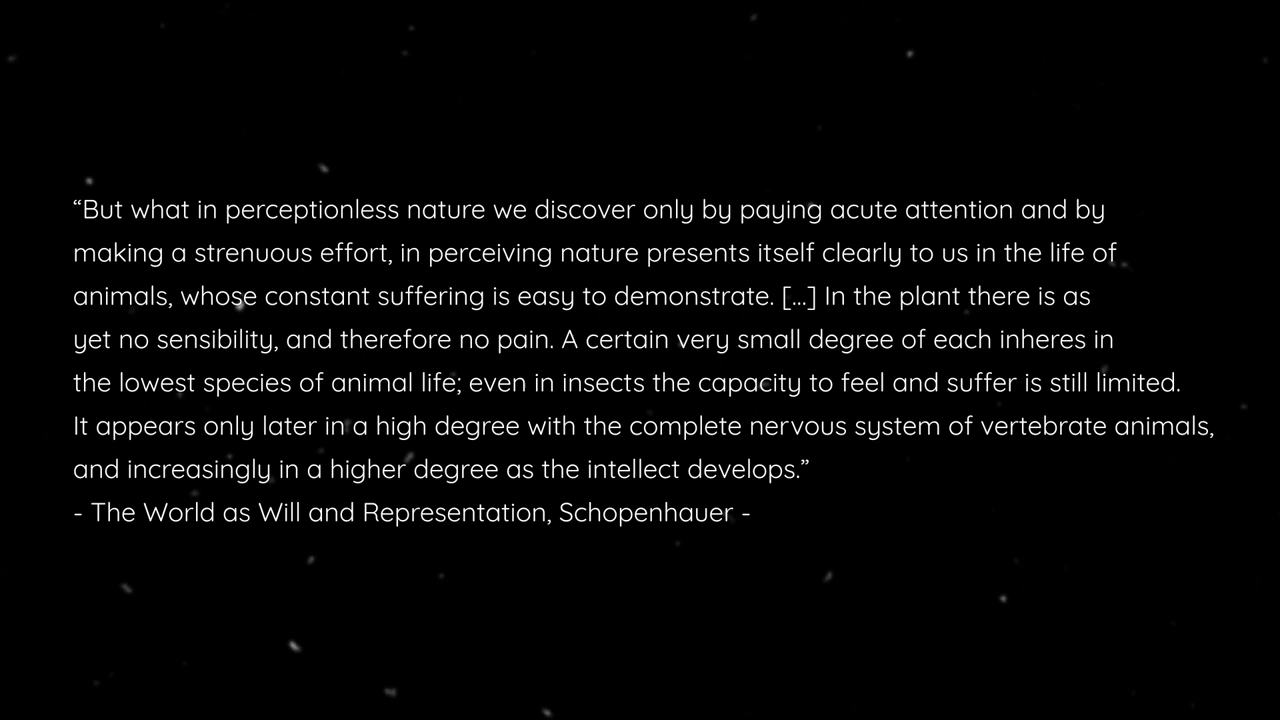 “But what in perceptionless nature we discover only by paying acute attention and by
making a strenuous effort, in perceiving nature presents itself clearly to us in the life of
animals, whose constant suffering is easy to demonstrate. [...] In the plant there is as
yet no sensibility, and therefore no pain. A certain very small degree of each inheres in
the lowest species of animal life; even in insects the capacity to feel and suffer is still limited.
It appears only later in a high degree with the complete nervous system of vertebrate animals,
and increasingly in a higher degree as the intellect develops.”
- The World as Will and Representation, Schopenhauer -